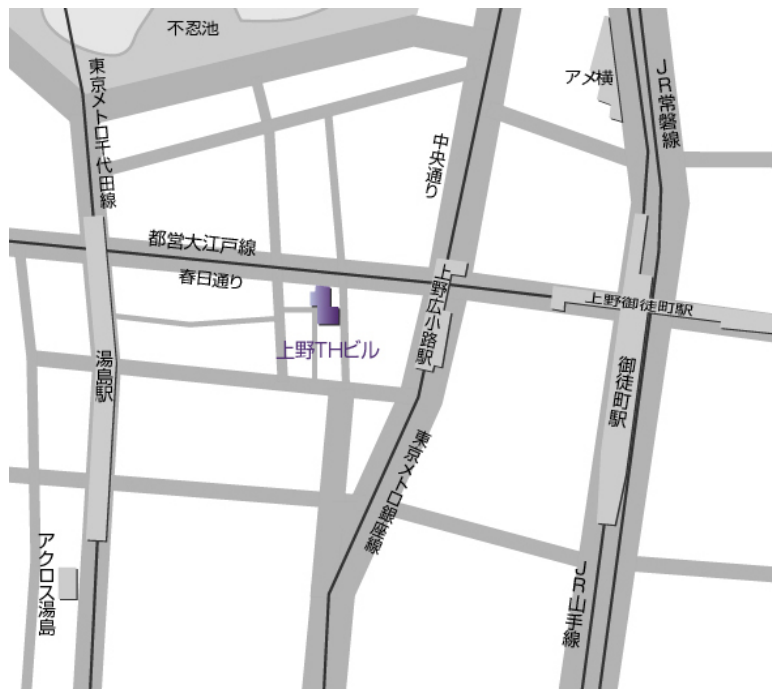 不忍池
アメ横
東京メトロ千代田線
JR常磐線
中央通り
都営大江戸線
春日通り
上野広小路駅
上野御徒町駅
上野THビル
湯島駅
御徒町駅
東京メトロ銀座線
アクロス湯島
JR山手線